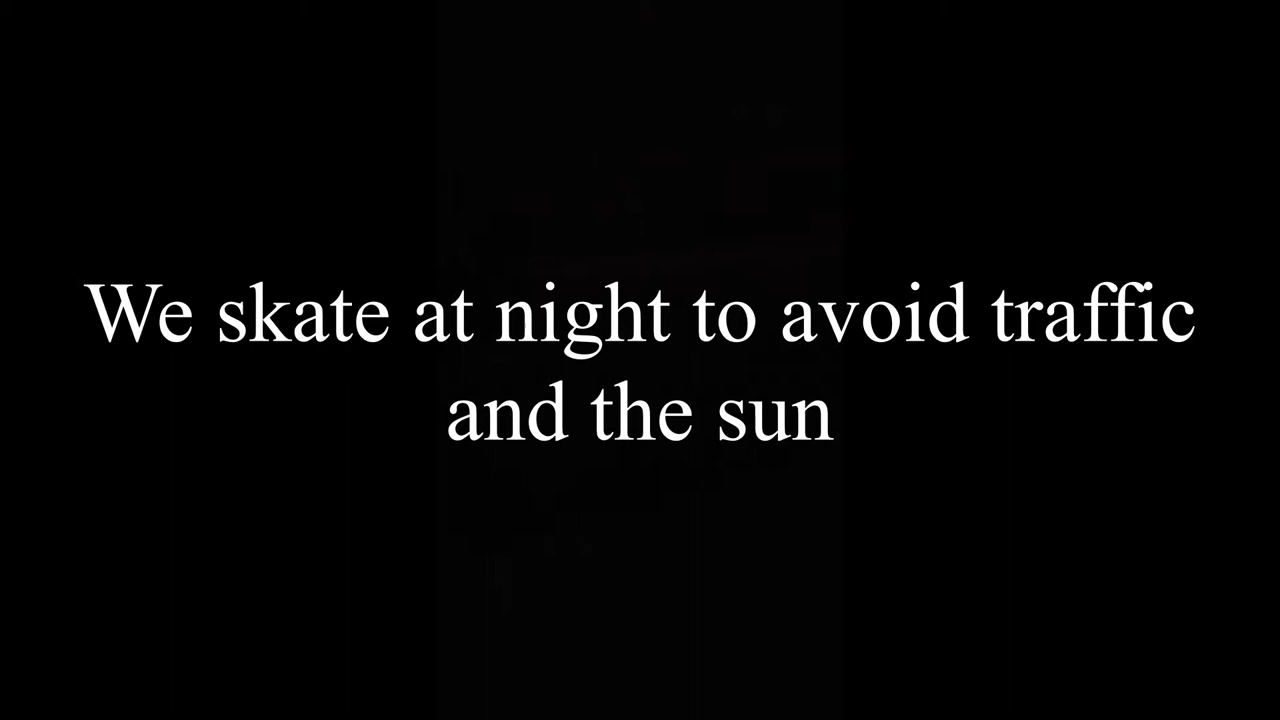 We skate at night to avoid traffic
and the sun